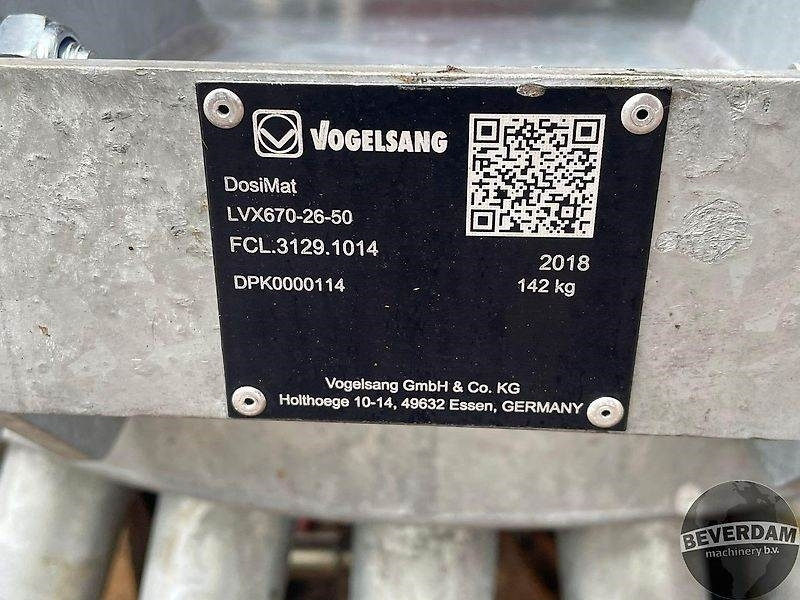 VOGELSANG
DosiMat
LVX670-26-50
FCL.3129.1014
2018
DPK0000114
142 kg
Vogelsang GmbH & Co. KG
Holthoege 10-14, 49632 Essen, GERMANY
BEVERDAM
machinery b.v.